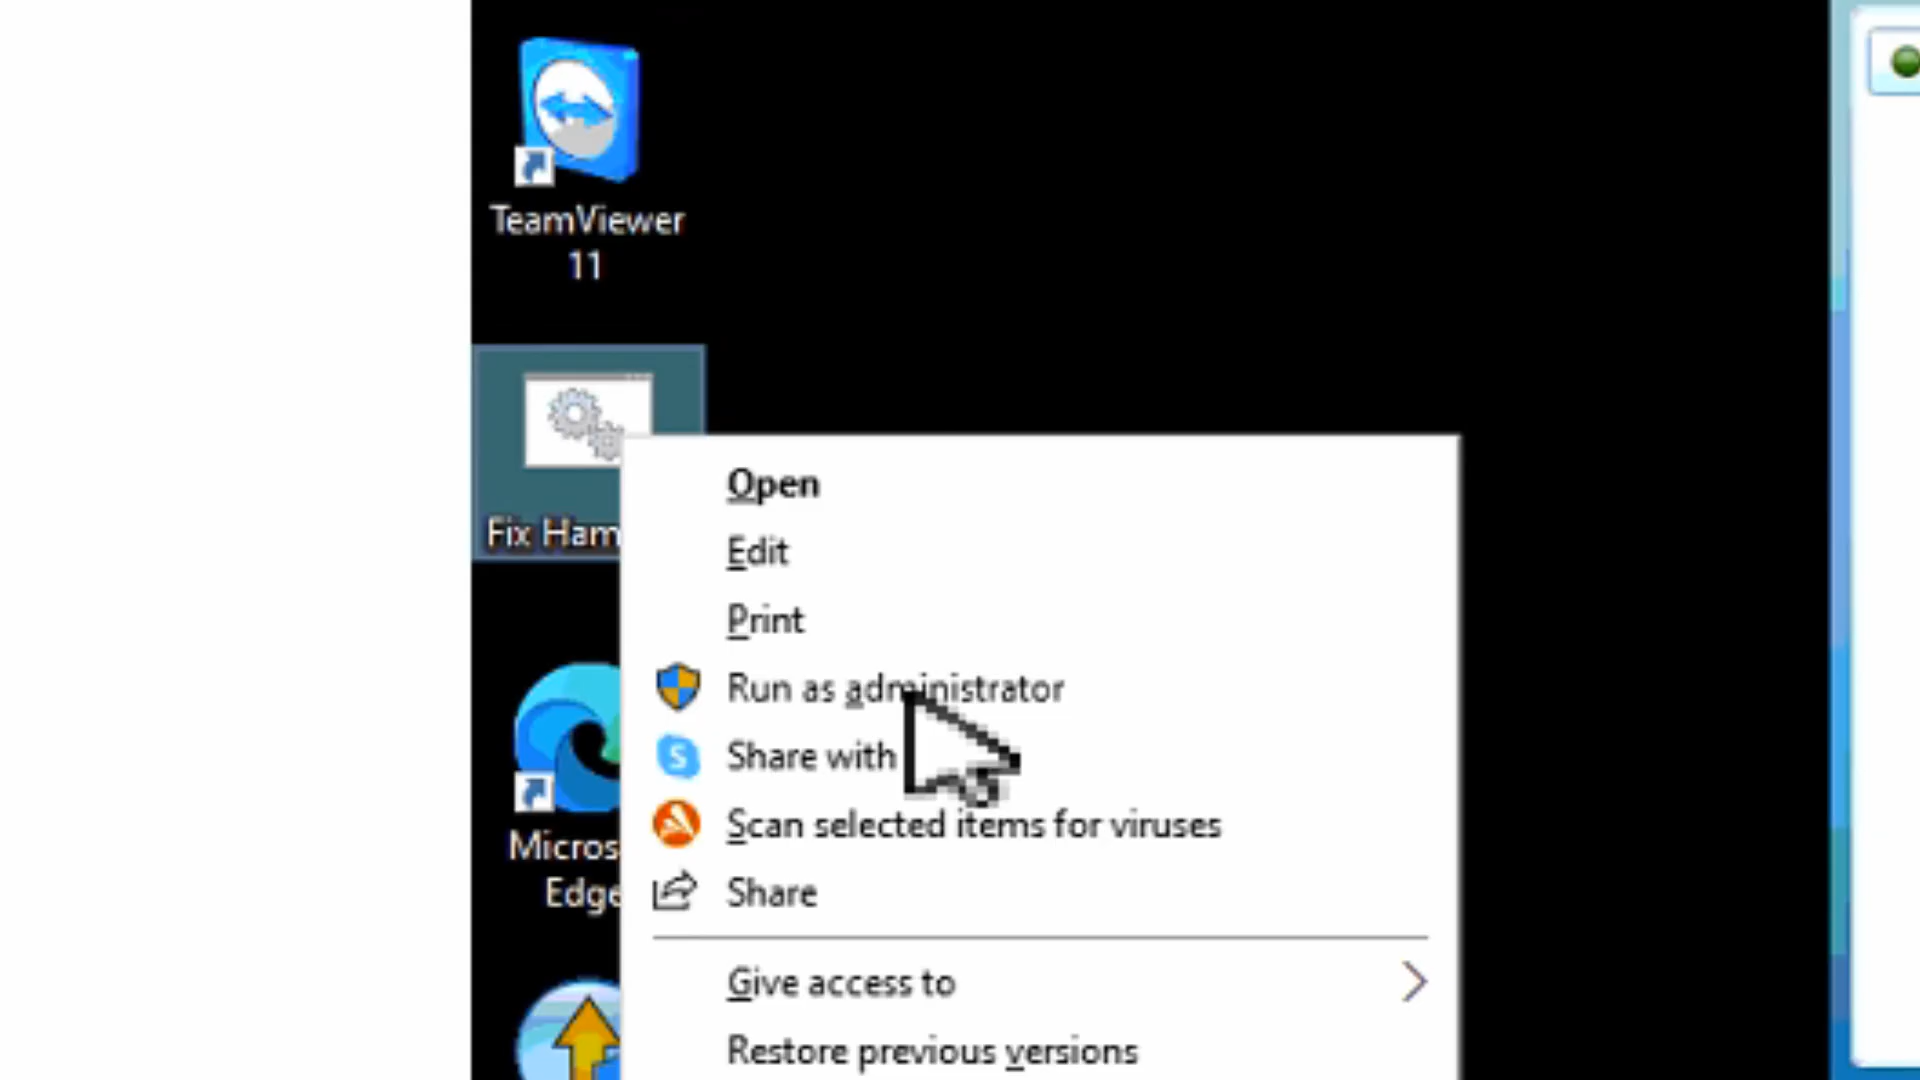 TeamViewer
11
Fix Ham
Open
Edit
Print
Run as administrator
Share with
Scan selected items for viruses
Share
Micros
Edge
Give access to
Restore previous versions